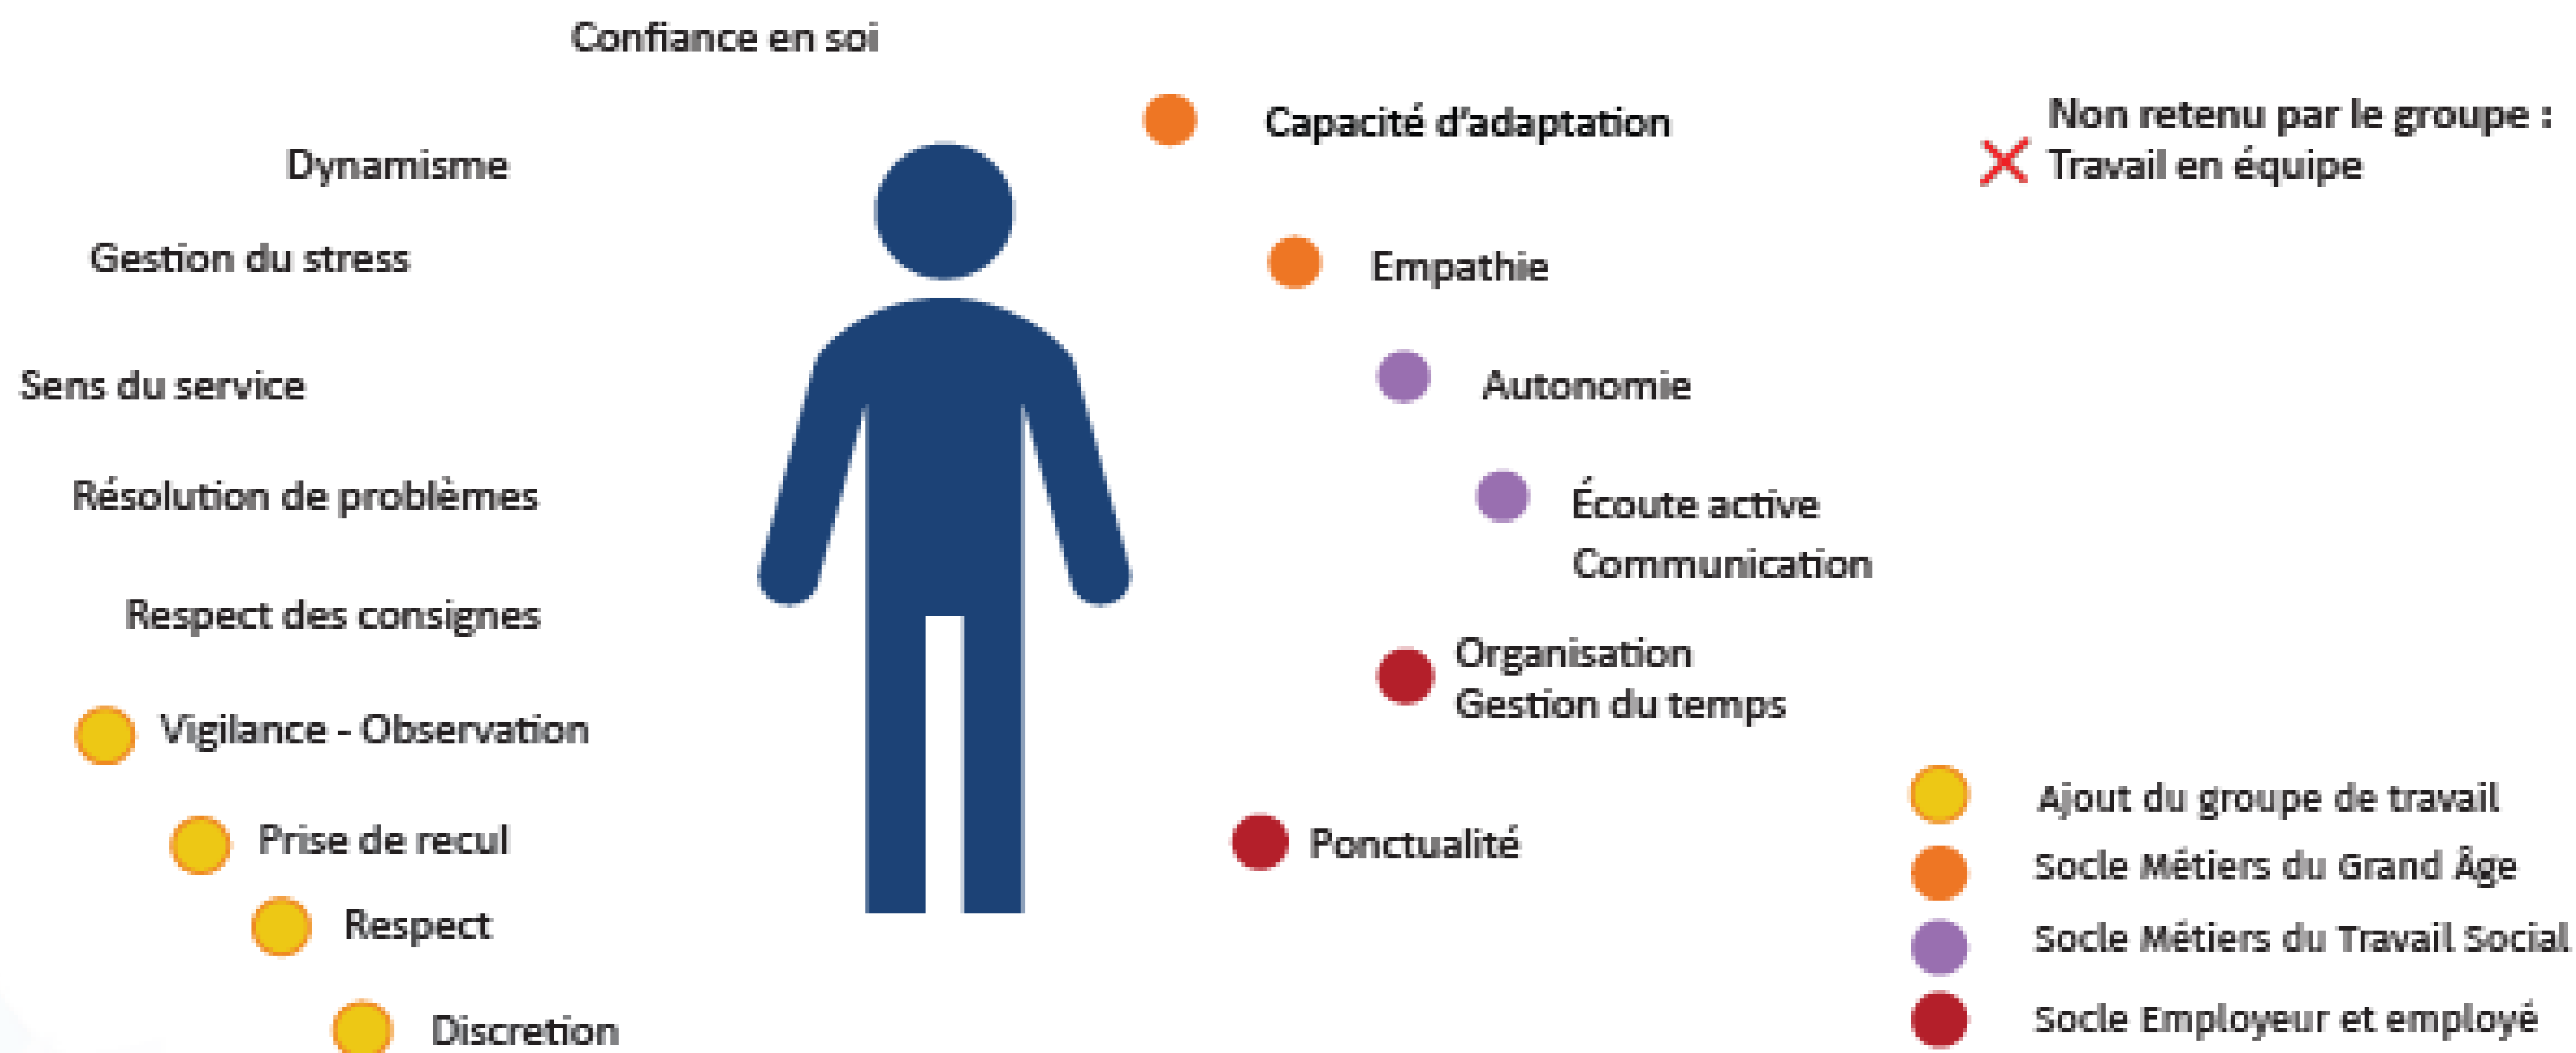 Confiance en soi
Dynamisme
Gestion du stress
Sens du service
Résolution de problèmes
Respect des consignes
Vigilance - Observation
Prise de recul
Respect
Discretion
Capacité d'adaptation
Empathie
Autonomie
Écoute active
Communication
Organisation
Gestion du temps
Ponctualité
Non retenu par le groupe :
Travail en équipe
Ajout du groupe de travail
Socle Métiers du Grand Âge
Socle Métiers du Travail Social
Socle Employeur et employé